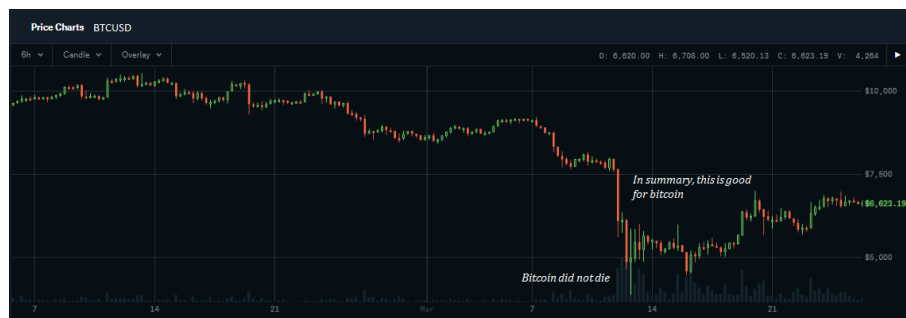 Price Charts BTCUSD
6h Candle Overlay O: 6,620.00 H: 6,708.00 L: 6,520.13 C: 6,623.19 V: 4,264
$10,000
$7,500
In summary, this is good
for bitcoin
$6,623.19
$5,000
Bitcoin did not die
7 14 21 Mar 7 14 21